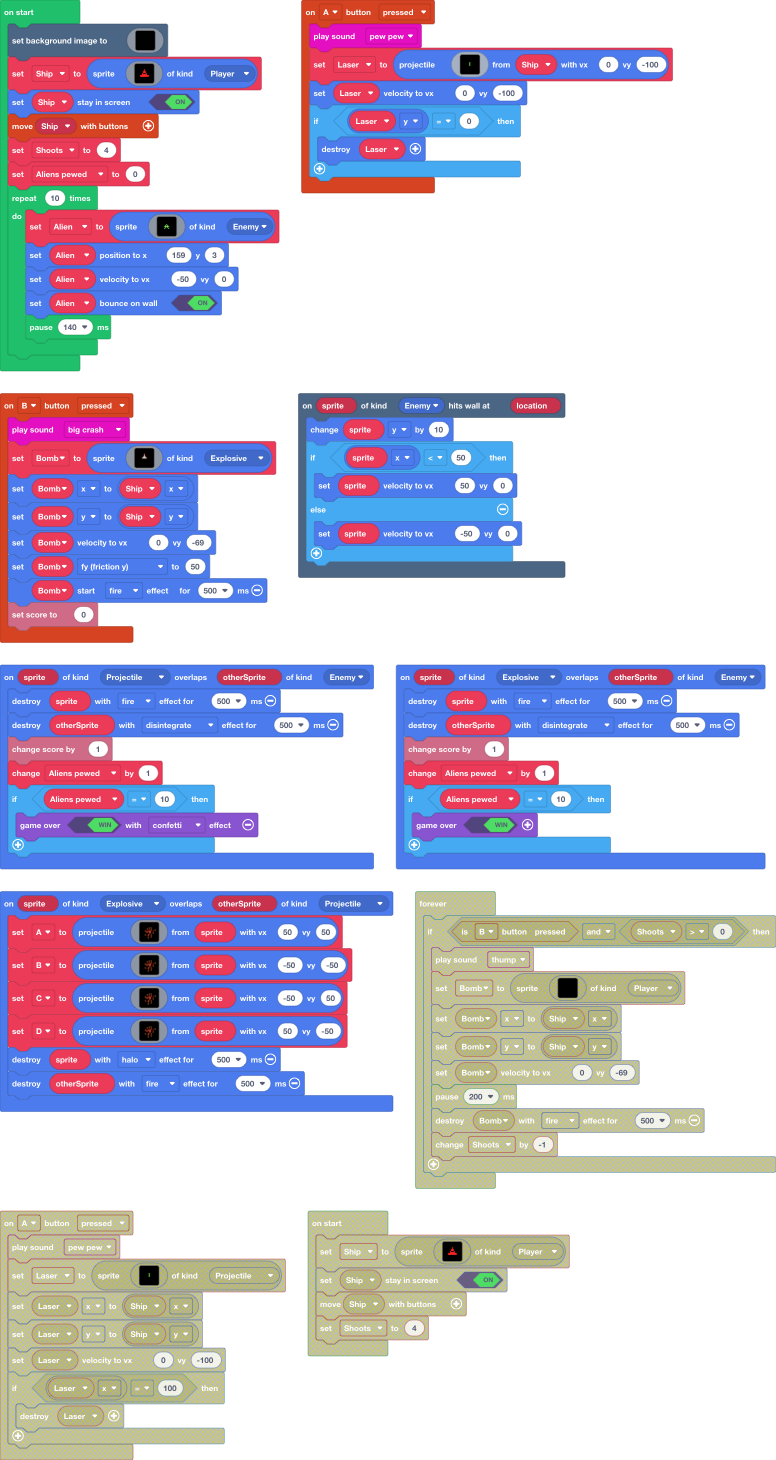 on start
set background image to
set Ship to sprite of kind Player
set Ship stay in screen ON
move Ship with buttons
set Shoots to 4
set Aliens pewed to 0
repeat 10 times
do
set Alien to sprite of kind Enemy
set Alien position to x 159 y 3
set Alien velocity to vx -50 vy 0
set Alien bounce on wall ON
pause 140 ms
on A button pressed
play sound pew pew
set Laser to projectile from Ship with vx 0 vy -100
set Laser velocity to vx 0 vy -100
if Laser y = 0 then
destroy Laser
on B button pressed
play sound big crash
set Bomb to sprite of kind Explosive
set Bomb x to Ship x
set Bomb y to Ship y
set Bomb velocity to vx 0 vy -69
set Bomb fy (friction y) to 50
Bomb start fire effect for 500 ms
set score to 0
on sprite of kind Enemy hits wall at location
change sprite y by 10
if sprite x < 50 then
set sprite velocity to vx 50 vy 0
else
set sprite velocity to vx -50 vy 0
on sprite of kind Projectile overlaps otherSprite of kind Enemy
destroy sprite with fire effect for 500 ms
destroy otherSprite with disintegrate effect for 500 ms
change score by 1
change Aliens pewed by 1
if Aliens pewed = 10 then
game over WIN with confetti effect
on sprite of kind Explosive overlaps otherSprite of kind Enemy
destroy sprite with fire effect for 500 ms
destroy otherSprite with disintegrate effect for 500 ms
change score by 1
change Aliens pewed by 1
if Aliens pewed = 10 then
game over WIN
on sprite of kind Explosive overlaps otherSprite of kind Projectile
set A to projectile from sprite with vx 50 vy 50
set B to projectile from sprite with vx -50 vy -50
set C to projectile from sprite with vx -50 vy 50
set D to projectile from sprite with vx 50 vy -50
destroy sprite with halo effect for 500 ms
destroy otherSprite with fire effect for 500 ms
forever
if is B button pressed and Shoots > 0 then
play sound thump
set Bomb to sprite of kind Player
set Bomb x to Ship x
set Bomb y to Ship y
set Bomb velocity to vx 0 vy -69
pause 200 ms
destroy Bomb with fire effect for 500 ms
change Shoots by -1
on A button pressed
play sound pew pew
set Laser to sprite of kind Projectile
set Laser x to Ship x
set Laser y to Ship y
set Laser velocity to vx 0 vy -100
if Laser x = 100 then
destroy Laser
on start
set Ship to sprite of kind Player
set Ship stay in screen ON
move Ship with buttons
set Shoots to 4